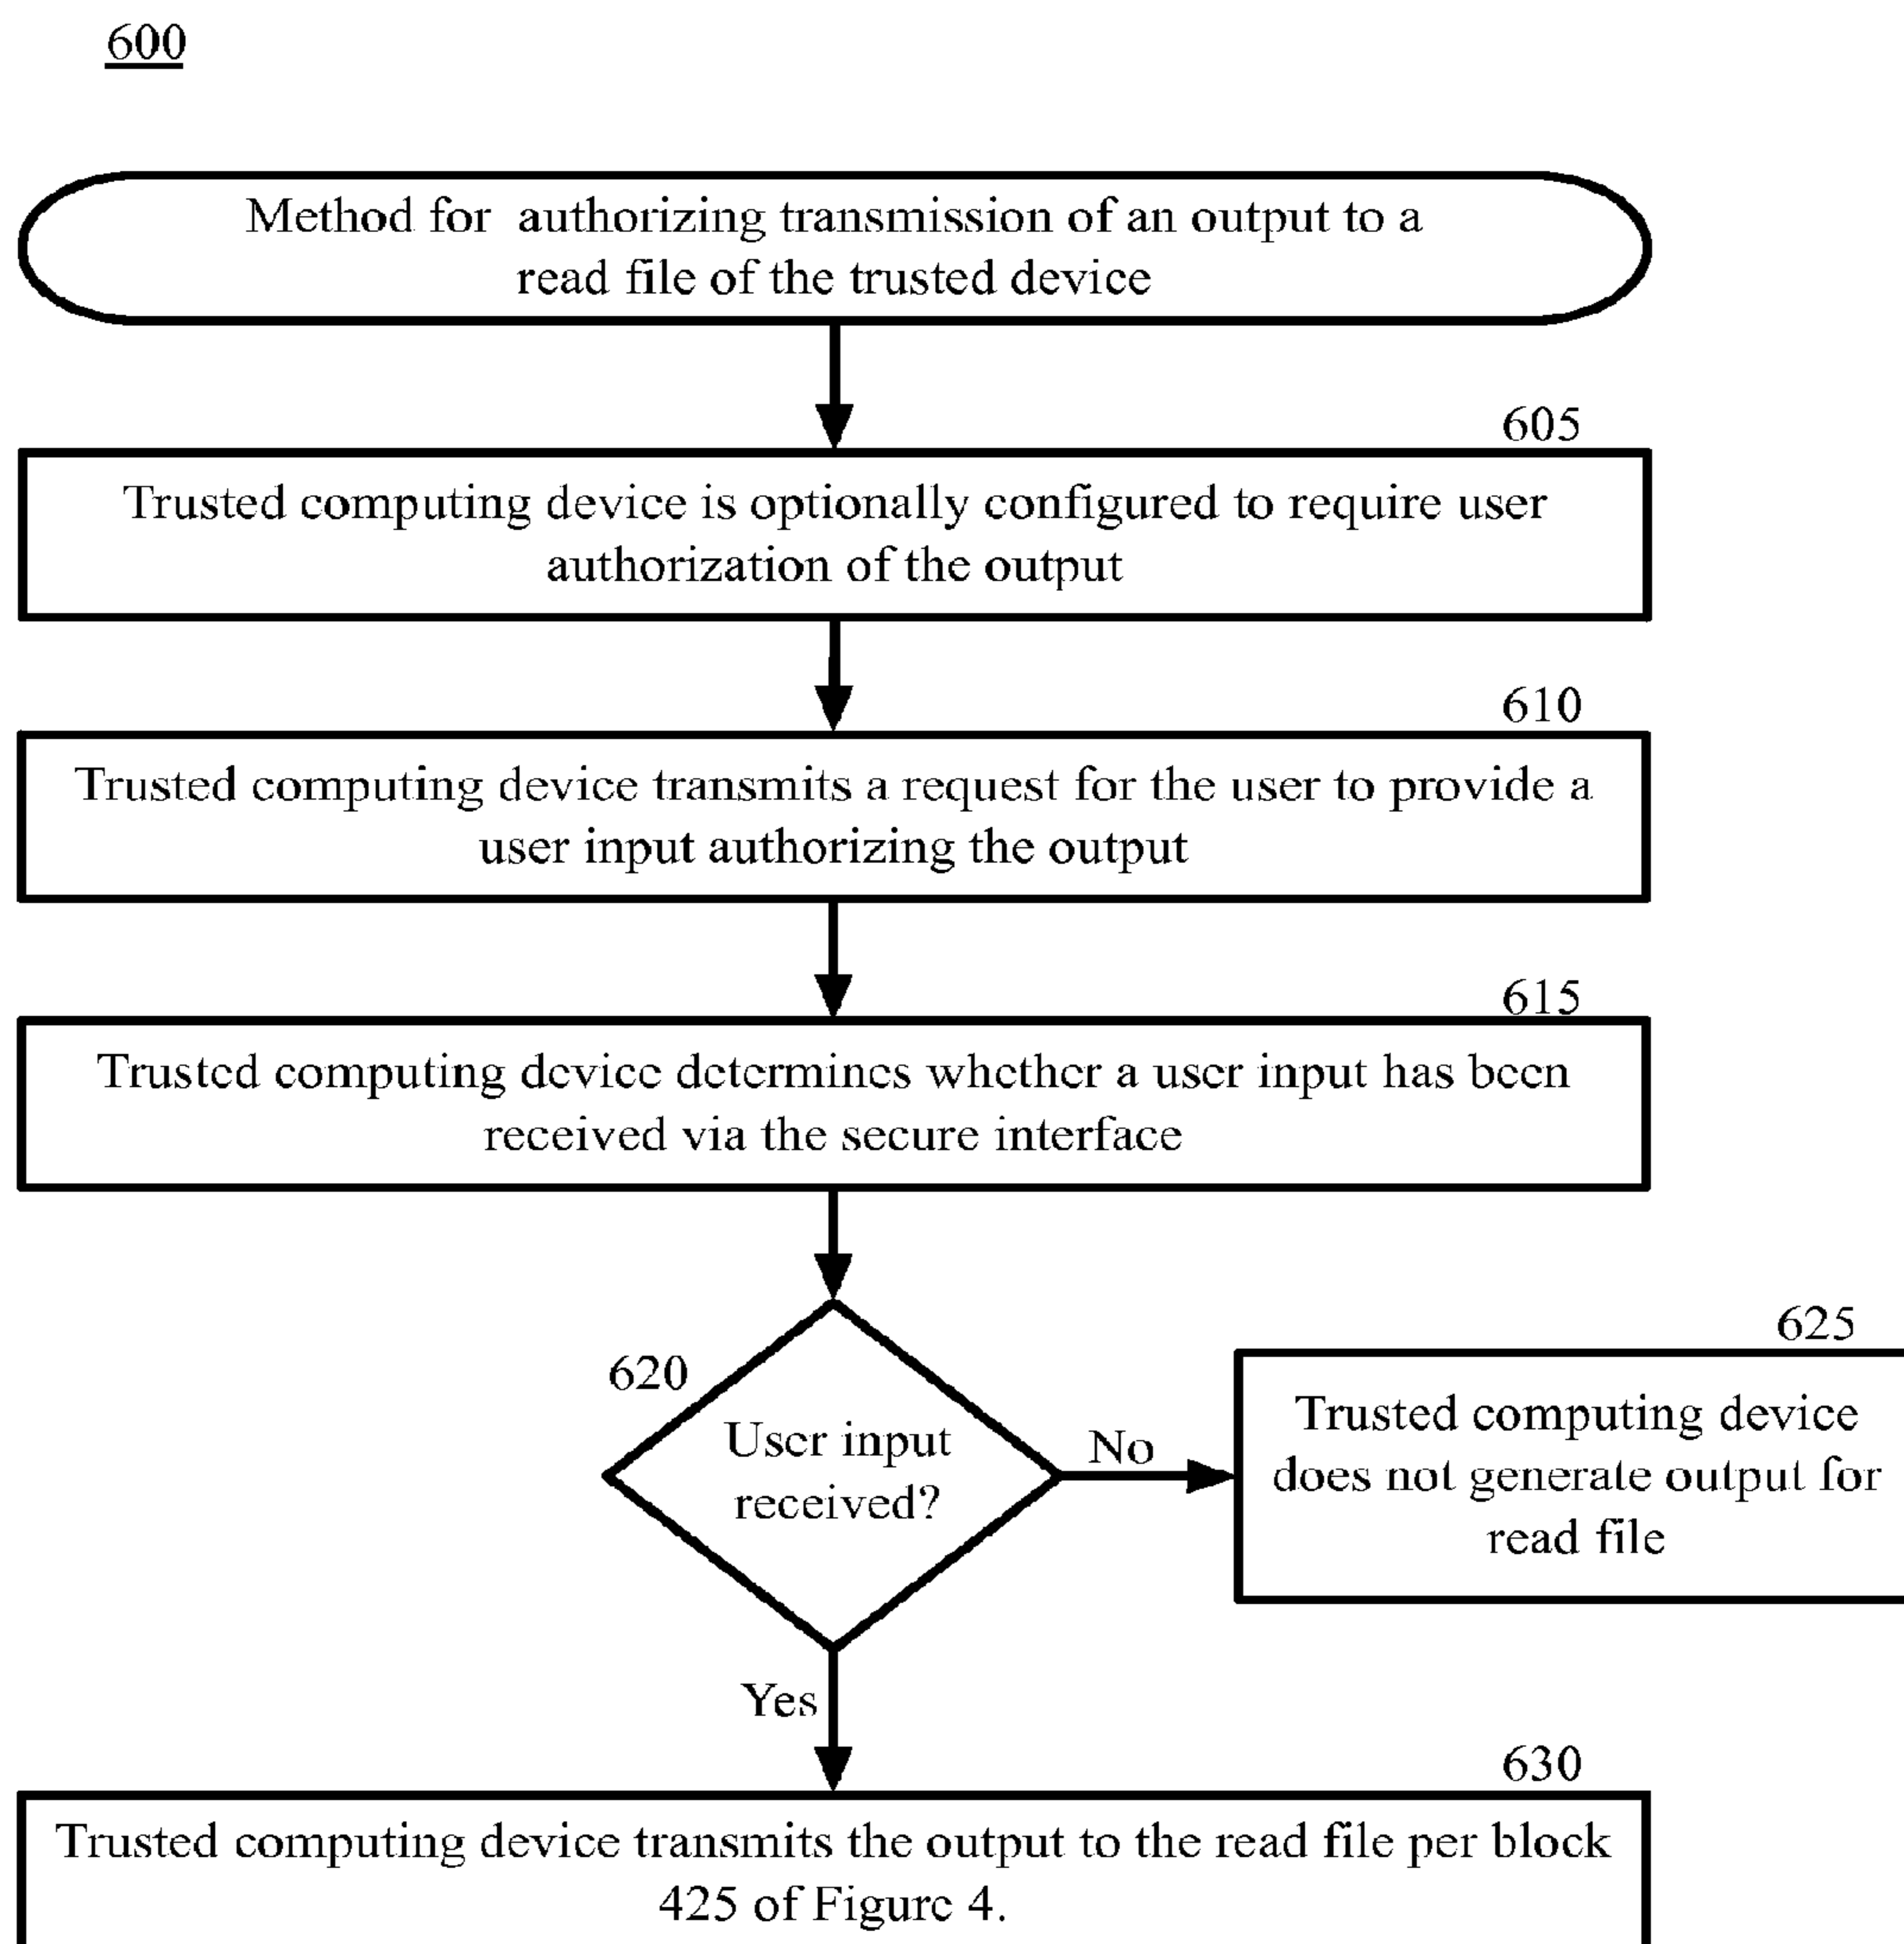 600
Method for authorizing transmission of an output to a
read file of the trusted device
605
Trusted computing device is optionally configured to require user
authorization of the output
610
Trusted computing device transmits a request for the user to provide a
user input authorizing the output
615
Trusted computing device determines whether a user input has been
received via the secure interface
620
User input
received?
No
625
Trusted computing device
does not generate output for
read file
Yes
630
Trusted computing device transmits the output to the read file per block
425 of Figure 4.